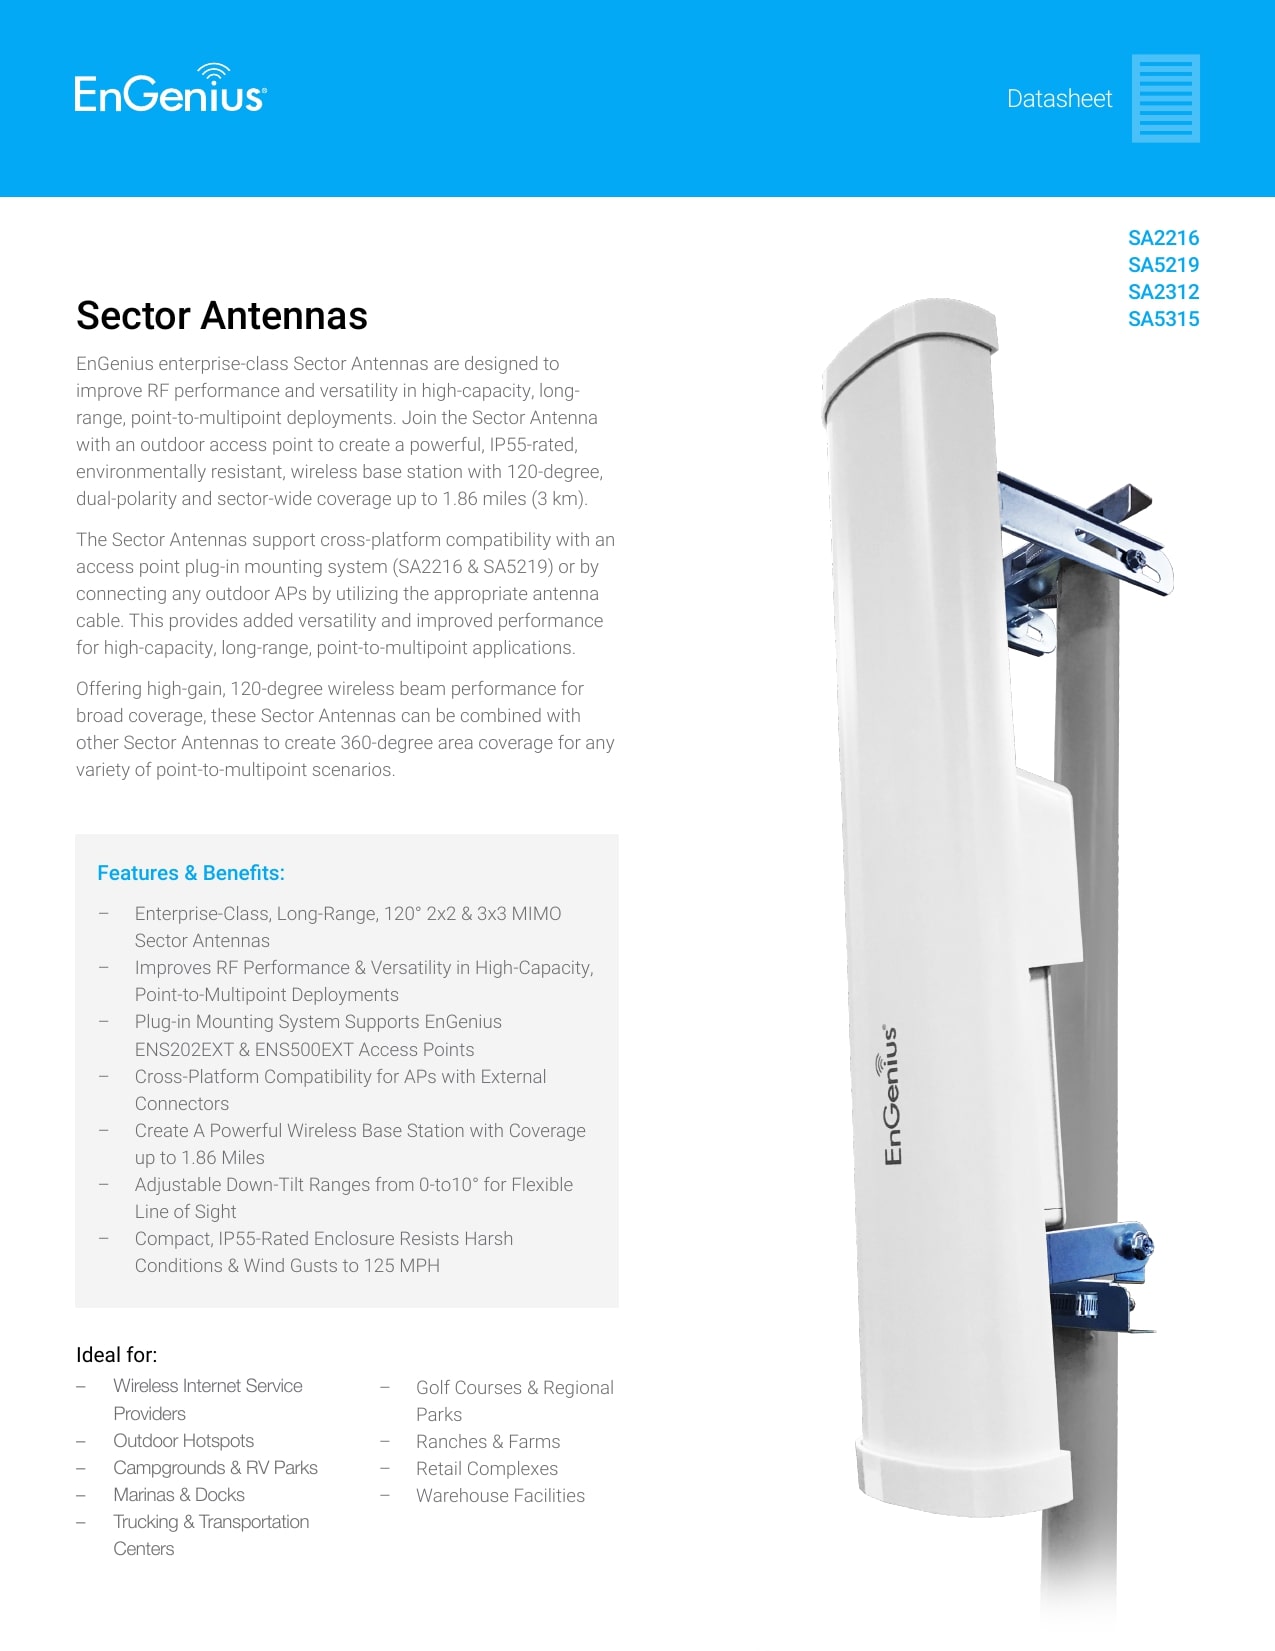 EnGenius®
Datasheet
SA2216
SA5219
SA2312
SA5315
Sector Antennas
EnGenius enterprise-class Sector Antennas are designed to
improve RF performance and versatility in high-capacity, long-
range, point-to-multipoint deployments. Join the Sector Antenna
with an outdoor access point to create a powerful, IP55-rated,
environmentally resistant, wireless base station with 120-degree,
dual-polarity and sector-wide coverage up to 1.86 miles (3 km).
The Sector Antennas support cross-platform compatibility with an
access point plug-in mounting system (SA2216 & SA5219) or by
connecting any outdoor APs by utilizing the appropriate antenna
cable. This provides added versatility and improved performance
for high-capacity, long-range, point-to-multipoint applications.
Offering high-gain, 120-degree wireless beam performance for
broad coverage, these Sector Antennas can be combined with
other Sector Antennas to create 360-degree area coverage for any
variety of point-to-multipoint scenarios.
Features & Benefits:
– Enterprise-Class, Long-Range, 120° 2x2 & 3x3 MIMO
Sector Antennas
– Improves RF Performance & Versatility in High-Capacity,
Point-to-Multipoint Deployments
– Plug-in Mounting System Supports EnGenius
ENS202EXT & ENS500EXT Access Points
– Cross-Platform Compatibility for APs with External
Connectors
– Create A Powerful Wireless Base Station with Coverage
up to 1.86 Miles
– Adjustable Down-Tilt Ranges from 0-to10° for Flexible
Line of Sight
– Compact, IP55-Rated Enclosure Resists Harsh
Conditions & Wind Gusts to 125 MPH
Ideal for:
– Wireless Internet Service
Providers
– Outdoor Hotspots
– Campgrounds & RV Parks
– Marinas & Docks
– Trucking & Transportation
Centers
– Golf Courses & Regional
Parks
– Ranches & Farms
– Retail Complexes
– Warehouse Facilities
EnGenius®